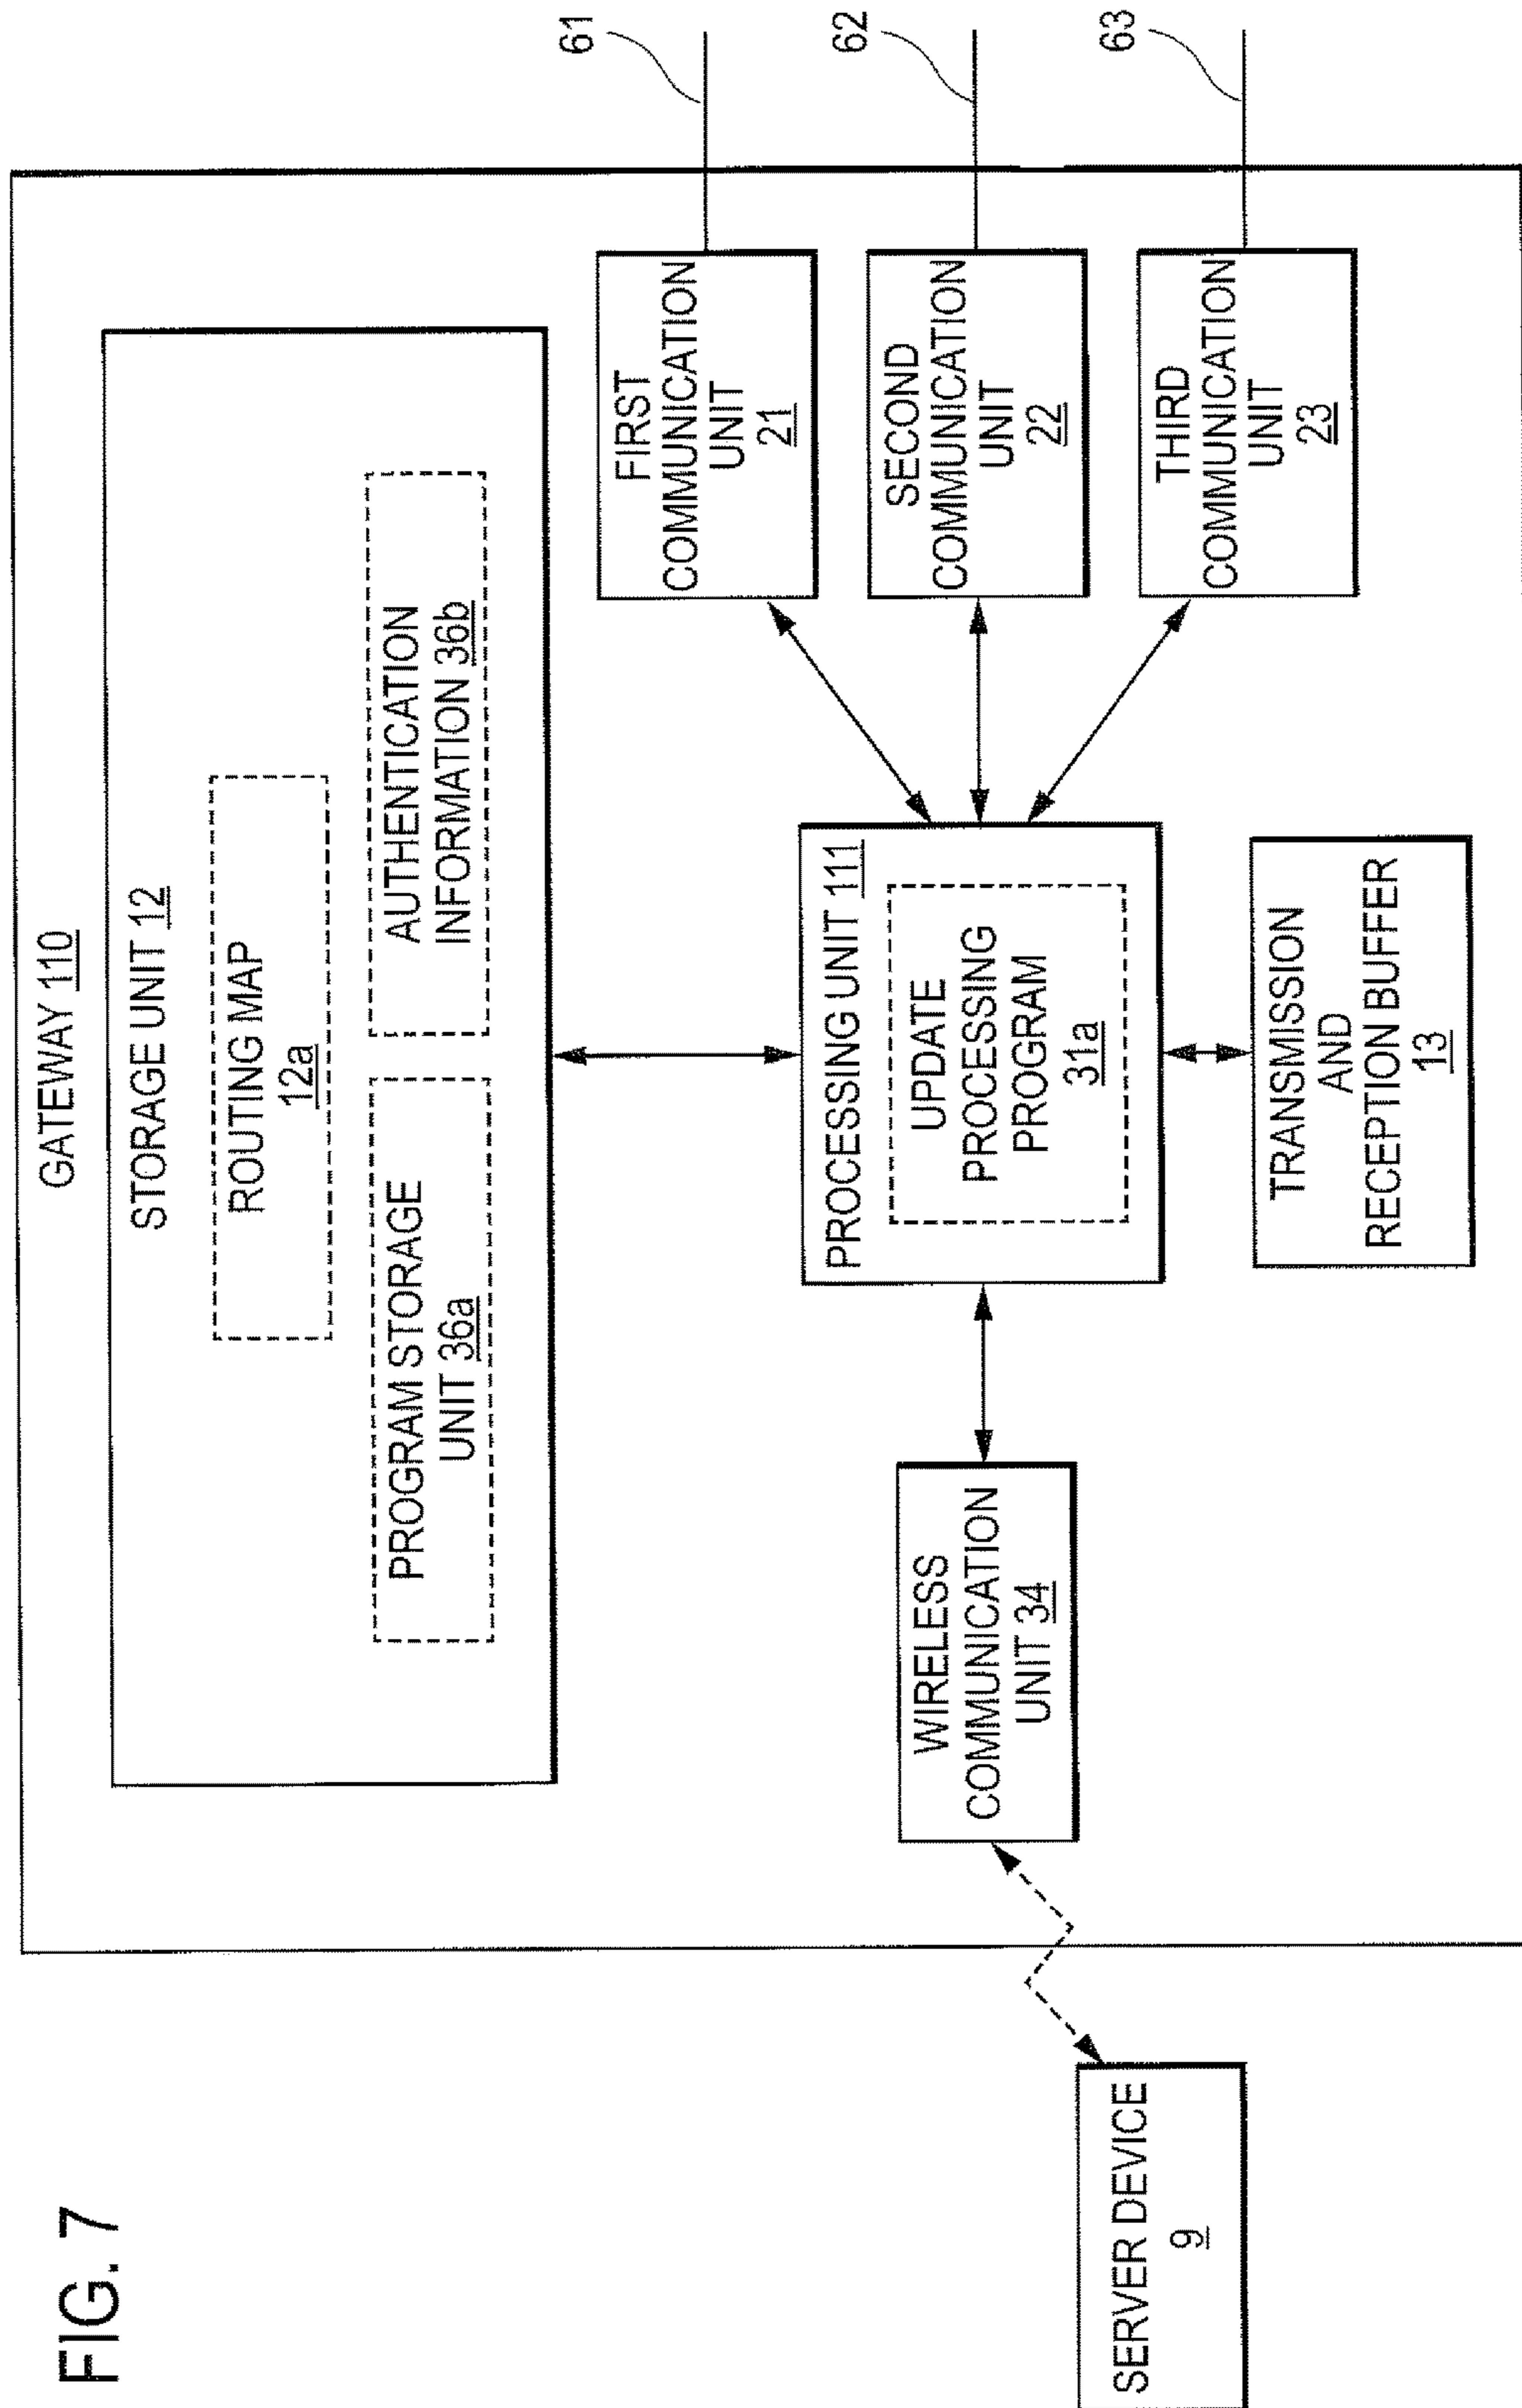 FIG. 7
GATEWAY 110
STORAGE UNIT 12
ROUTING MAP
12a
PROGRAM STORAGE
UNIT 36a
AUTHENTICATION
INFORMATION 36b
SERVER DEVICE
9
WIRELESS
COMMUNICATION
UNIT 34
PROCESSING UNIT 111
UPDATE
PROCESSING
PROGRAM
31a
TRANSMISSION
AND
RECEPTION BUFFER
13
FIRST
COMMUNICATION
UNIT
21
61
SECOND
COMMUNICATION
UNIT
22
62
THIRD
COMMUNICATION
UNIT
23
63